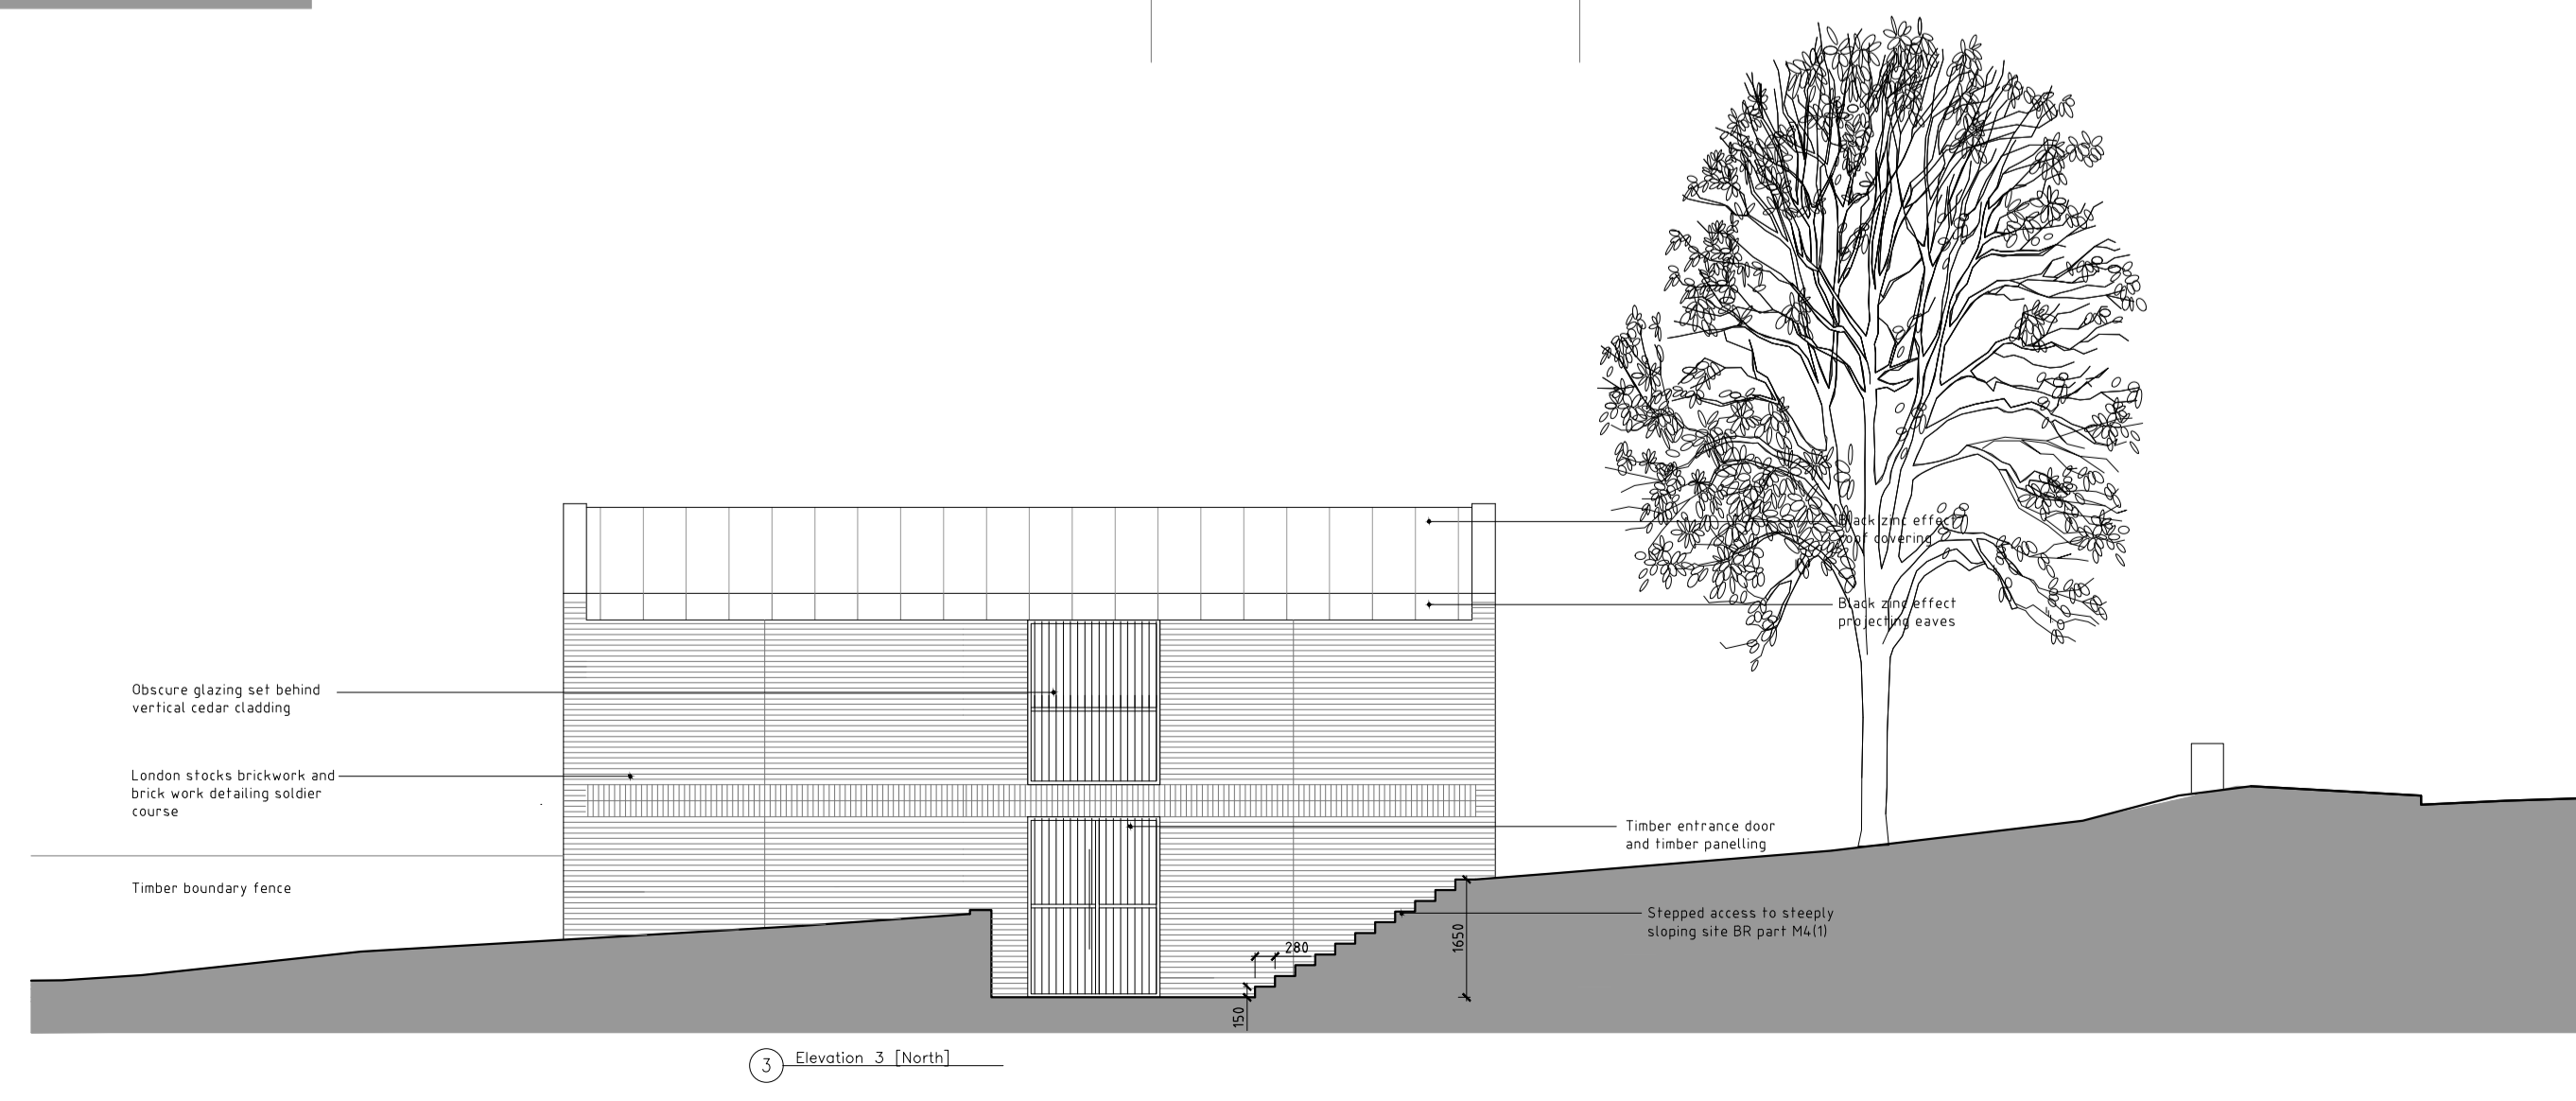 Black zinc effect
roof covering
Black zinc effect
projecting eaves
Obscure glazing set behind
vertical cedar cladding
London stocks brickwork and
brick work detailing soldier
course
Timber entrance door
and timber panelling
Timber boundary fence
Stepped access to steeply
sloping site BR part M4(1)
280
1650
150
3 Elevation 3 [North]